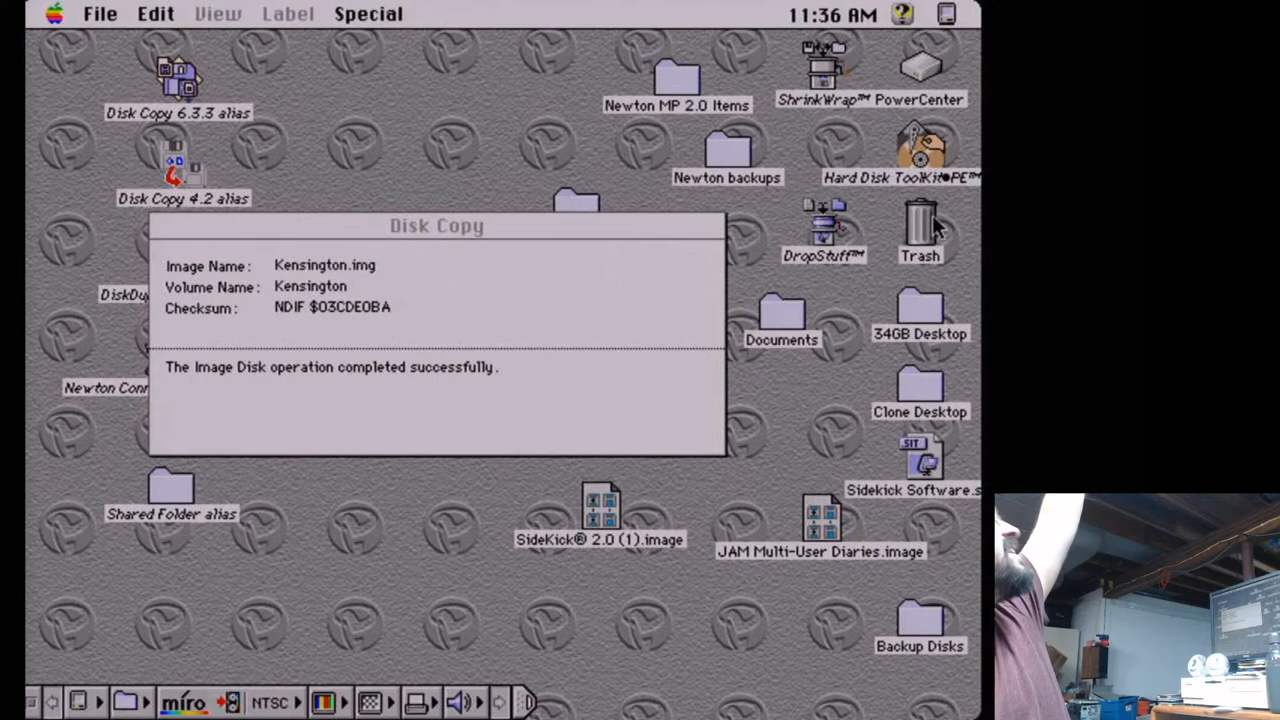 File Edit View Label Special 11:36 AM
Disk Copy 6.3.3 alias
Newton MP 2.0 Items
ShrinkWrap™
PowerCenter
Disk Copy 4.2 alias
Newton backups
Hard Disk ToolKit•PE™
DropStuff™
Trash
Disk Copy
Image Name: Kensington.img
Volume Name: Kensington
Checksum: NDIF $03CDE0BA
The Image Disk operation completed successfully.
DiskDu
Newton Conn
Documents
34GB Desktop
Clone Desktop
.SIT
Sidekick Software.s
Shared Folder alias
SideKick® 2.0 (1).image
JAM Multi-User Diaries.image
Backup Disks
miro NTSC